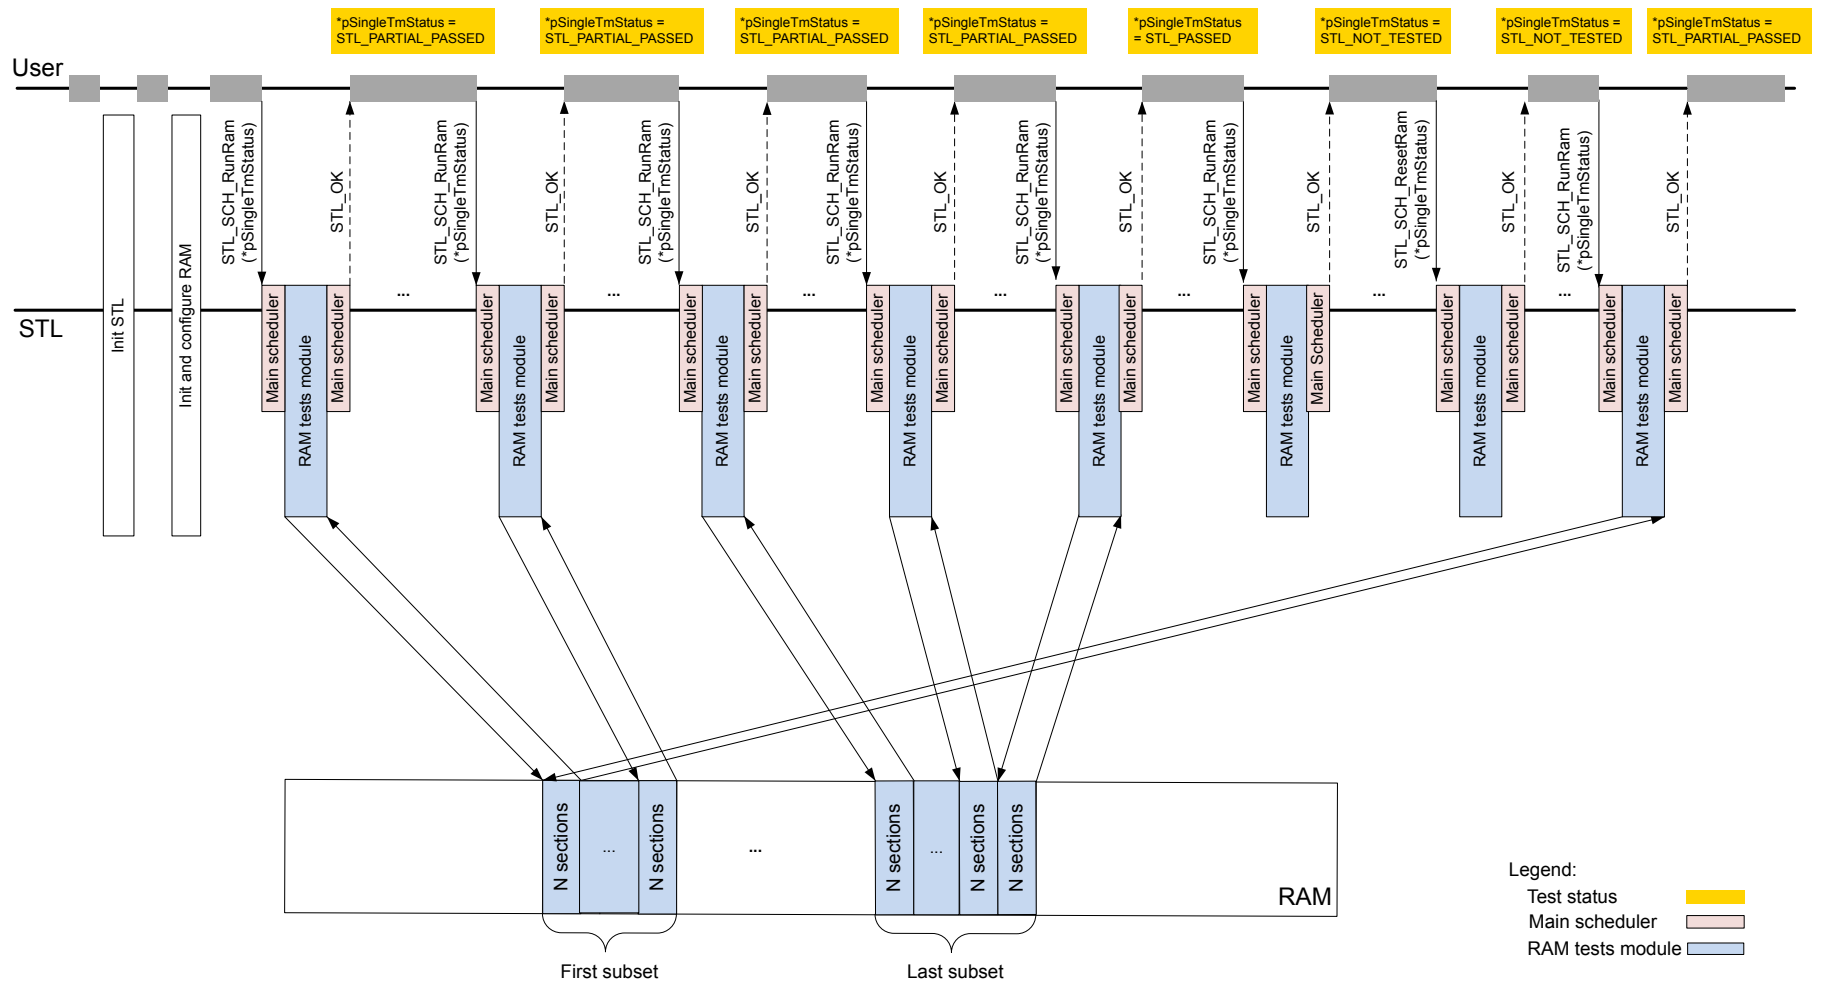 *pSingleTmStatus =
STL_PARTIAL_PASSED
*pSingleTmStatus =
STL_PARTIAL_PASSED
*pSingleTmStatus =
STL_PARTIAL_PASSED
*pSingleTmStatus =
STL_PARTIAL_PASSED
*pSingleTmStatus
= STL_PASSED
*pSingleTmStatus =
STL_NOT_TESTED
*pSingleTmStatus =
STL_NOT_TESTED
*pSingleTmStatus =
STL_PARTIAL_PASSED
User
STL_SCH_RunRam
(*pSingleTmStatus)
STL_OK
STL_SCH_RunRam
(*pSingleTmStatus)
STL_OK
STL_SCH_RunRam
(*pSingleTmStatus)
STL_OK
STL_SCH_RunRam
(*pSingleTmStatus)
STL_OK
STL_SCH_RunRam
(*pSingleTmStatus)
STL_OK
STL_SCH_RunRam
(*pSingleTmStatus)
STL_OK
STL_SCH_ResetRam
(*pSingleTmStatus)
STL_OK
STL_SCH_RunRam
(*pSingleTmStatus)
STL_OK
STL
Init STL
Init and configure RAM
Main scheduler
RAM tests module
Main scheduler
...
Main scheduler
RAM tests module
Main scheduler
...
Main scheduler
RAM tests module
Main scheduler
...
Main scheduler
RAM tests module
Main scheduler
...
Main scheduler
RAM tests module
Main scheduler
...
Main scheduler
RAM tests module
Main Scheduler
...
Main scheduler
RAM tests module
Main scheduler
...
Main scheduler
RAM tests module
Main scheduler
N sections
...
N sections
...
N sections
...
N sections
N sections
RAM
First subset
Last subset
Legend:
Test status
Main scheduler
RAM tests module